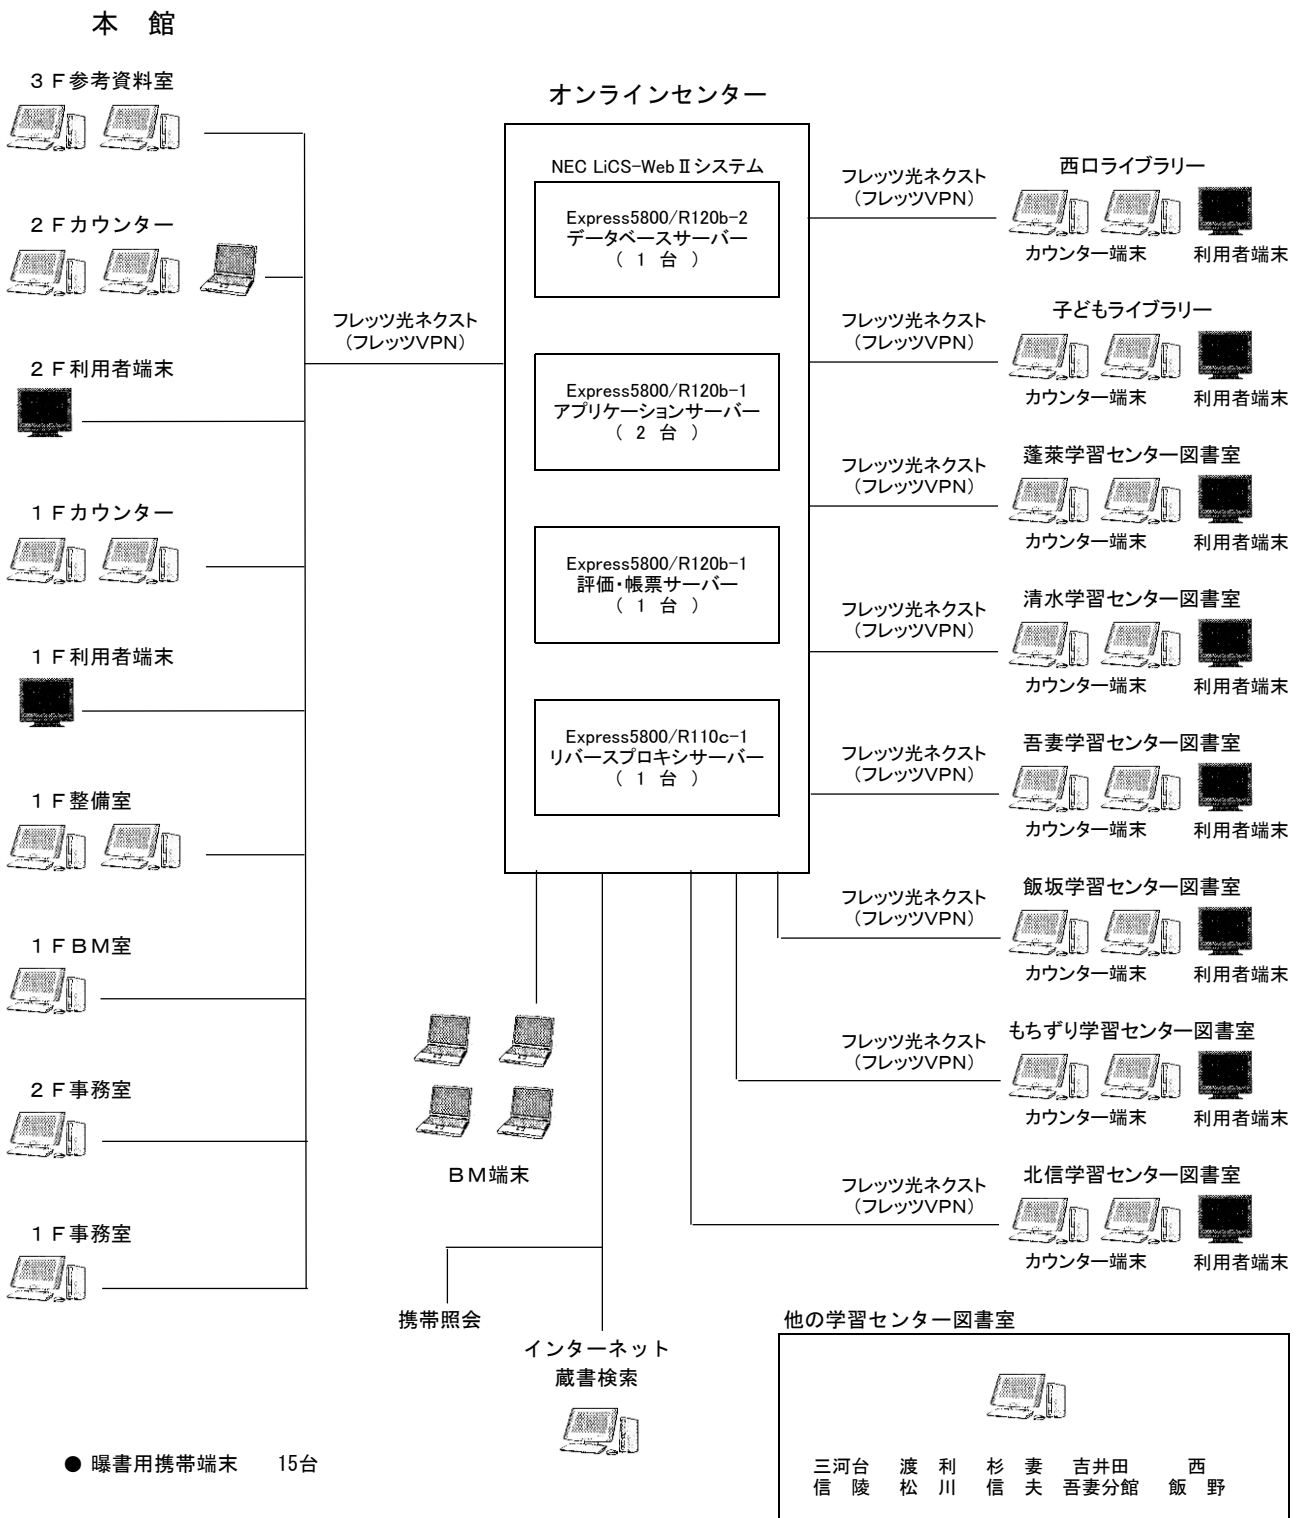 本　館
３Ｆ参考資料室
２Ｆカウンター
２Ｆ利用者端末
１Ｆカウンター
１Ｆ利用者端末
１Ｆ整備室
１ＦＢＭ室
２Ｆ事務室
１Ｆ事務室
● 曝書用携帯端末　　15台
フレッツ光ネクスト
（フレッツVPN）
オンラインセンター
NEC LiCS-WebⅡシステム
Express5800/R120b-2
データベースサーバー
（ 1 台 ）
Express5800/R120b-1
アプリケーションサーバー
（ 2 台 ）
Express5800/R120b-1
評価・帳票サーバー
（ 1 台 ）
Express5800/R110c-1
リバースプロキシサーバー
（ 1 台 ）
ＢＭ端末
携帯照会
インターネット
蔵書検索
フレッツ光ネクスト
（フレッツVPN）
西口ライブラリー
カウンター端末　利用者端末
フレッツ光ネクスト
（フレッツVPN）
子どもライブラリー
カウンター端末　利用者端末
フレッツ光ネクスト
（フレッツVPN）
蓬莱学習センター図書室
カウンター端末　利用者端末
フレッツ光ネクスト
（フレッツVPN）
清水学習センター図書室
カウンター端末　利用者端末
フレッツ光ネクスト
（フレッツVPN）
吾妻学習センター図書室
カウンター端末　利用者端末
フレッツ光ネクスト
（フレッツVPN）
飯坂学習センター図書室
カウンター端末　利用者端末
フレッツ光ネクスト
（フレッツVPN）
もちずり学習センター図書室
カウンター端末　利用者端末
フレッツ光ネクスト
（フレッツVPN）
北信学習センター図書室
カウンター端末　利用者端末
他の学習センター図書室
三河台　渡　利　杉　妻　吉井田　西
信　陵　松　川　信　夫　吾妻分館　飯　野